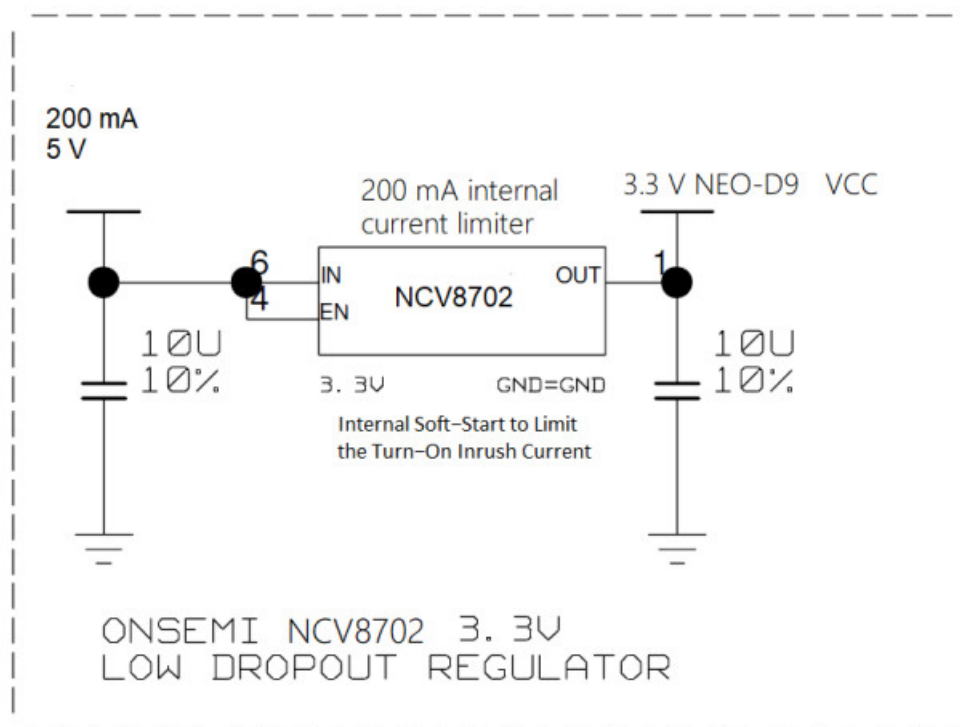 200 mA
5 V
200 mA internal
current limiter
3.3 V NEO-D9 VCC
6
4
IN
EN
NCV8702
OUT
1
10U
10%
3.3V
GND=GND
10U
10%
Internal Soft−Start to Limit
the Turn−On Inrush Current
ONSEMI NCV8702 3.3V
LOW DROPOUT REGULATOR